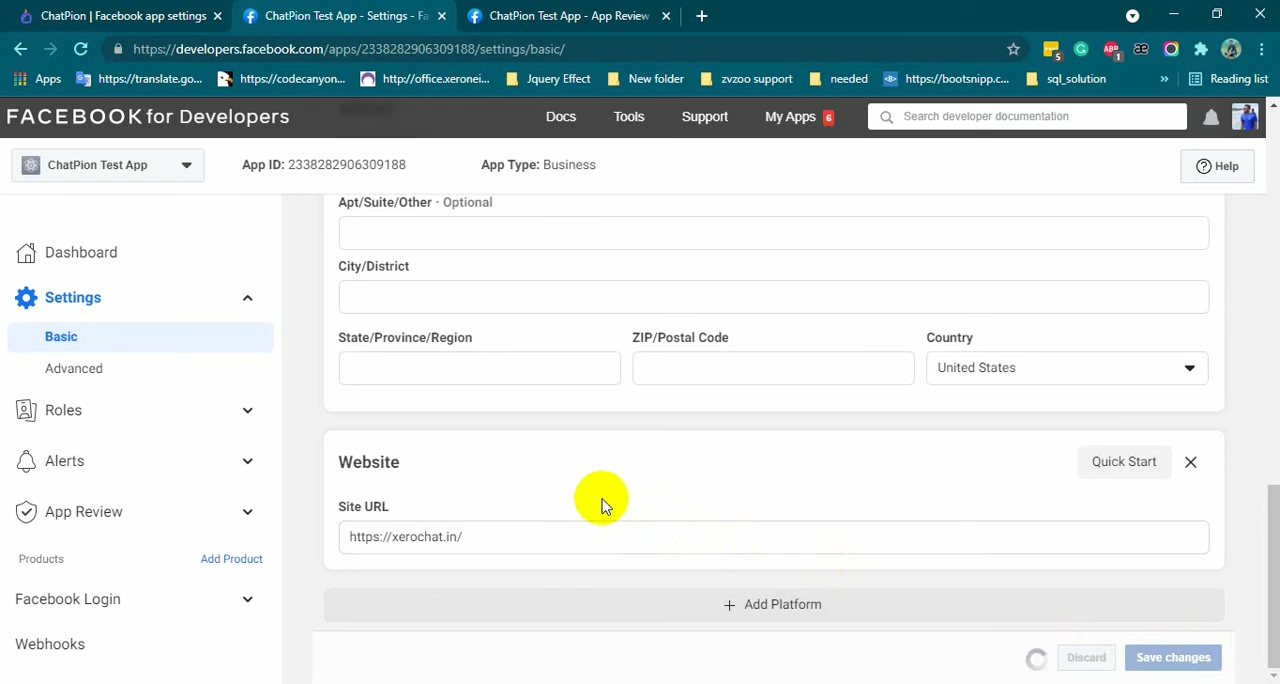 ChatPion | Facebook app settings
ChatPion Test App - Settings - Fa
ChatPion Test App - App Review
https://developers.facebook.com/apps/2338282906309188/settings/basic/
5
ABP
1
æ
Apps
https://translate.go...
https://codecanyon...
http://office.xeronei...
Jquery Effect
New folder
zvzoo support
needed
https://bootsnipp.c...
sql_solution
»
Reading list
FACEBOOK for Developers
Docs
Tools
Support
My Apps 6
Search developer documentation
ChatPion Test App
App ID: 2338282906309188
App Type: Business
Help
Dashboard
Settings
Basic
Advanced
Roles
Alerts
App Review
Products
Add Product
Facebook Login
Webhooks
Apt/Suite/Other · Optional
City/District
State/Province/Region
ZIP/Postal Code
Country
United States
Website
Quick Start
Site URL
https://xerochat.in/
+ Add Platform
Discard
Save changes